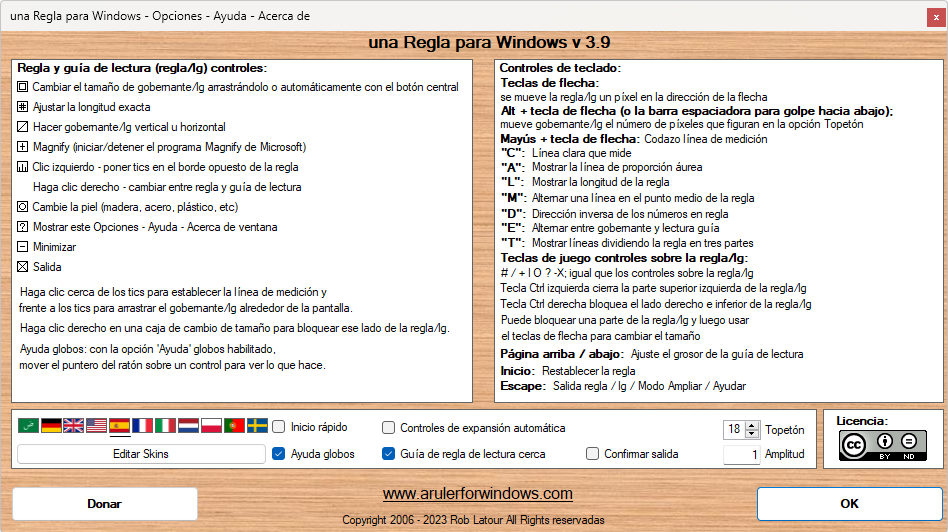 una Regla para Windows - Opciones - Ayuda - Acerca de
x
una Regla para Windows v 3.9
Regla y guía de lectura (regla/lg) controles:
Cambiar el tamaño de gobernante/lg arrastrándolo o automáticamente con el botón central
Ajustar la longitud exacta
Hacer gobernante/lg vertical u horizontal
Magnify (iniciar/detener el programa Magnify de Microsoft)
Clic izquierdo - poner tics en el borde opuesto de la regla
Haga clic derecho - cambiar entre regla y guía de lectura
Cambie la piel (madera, acero, plástico, etc)
? Mostrar este Opciones - Ayuda - Acerca de ventana
Minimizar
Salida
Haga clic cerca de los tics para establecer la línea de medición y
frente a los tics para arrastrar el gobernante/lg alrededor de la pantalla.
Haga clic derecho en una caja de cambio de tamaño para bloquear ese lado de la regla/lg.
Ayuda globos: con la opción 'Ayuda' globos habilitado,
mover el puntero del ratón sobre un control para ver lo que hace.
Controles de teclado:
Teclas de flecha:
se mueve la regla/lg un píxel en la dirección de la flecha
Alt + tecla de flecha (o la barra espaciadora para golpe hacia abajo);
mueve gobernante/lg el número de píxeles que figuran en la opción Topetón
Mayús + tecla de flecha: Codazo línea de medición
"C": Línea clara que mide
"A": Mostrar la línea de proporción áurea
"L": Mostrar la longitud de la regla
"M": Alternar una línea en el punto medio de la regla
"D": Dirección inversa de los números en regla
"E": Alternar entre gobernante y lectura guía
"T": Mostrar líneas dividiendo la regla en tres partes
Teclas de juego controles sobre la regla/lg:
# / + I O ? -X; igual que los controles sobre la regla/lg
Tecla Ctrl izquierda cierra la parte superior izquierda de la regla/lg
Tecla Ctrl derecha bloquea el lado derecho e inferior de la regla/lg
Puede bloquear una parte de la regla/lg y luego usar
el teclas de flecha para cambiar el tamaño
Página arriba / abajo: Ajuste el grosor de la guía de lectura
Inicio: Restablecer la regla
Escape: Salida regla / lg / Modo Ampliar / Ayudar
Inicio rápido
Controles de expansión automática
18 Topetón
Editar Skins
Ayuda globos
Guía de regla de lectura cerca
Confirmar salida
1 Amplitud
Licencia:
cc
BY ND
Donar
www.arulerforwindows.com
Copyright 2006 - 2023 Rob Latour All Rights reservadas
OK